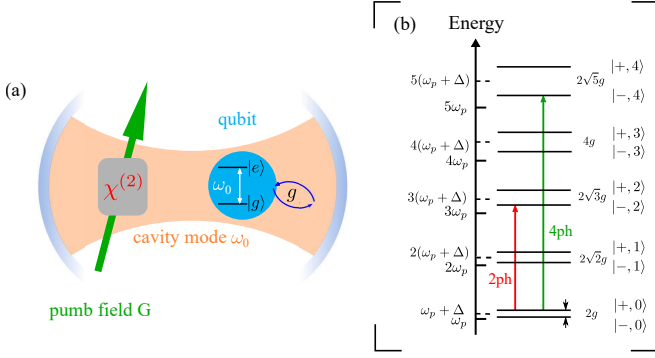 (a)
qubit
χ^(2)
|e⟩
ω₀
|g⟩
g
cavity mode ω₀
pumb field G
(b)
Energy
5(ωₚ + Δ)
5ωₚ
4(ωₚ + Δ)
4ωₚ
3(ωₚ + Δ)
3ωₚ
2(ωₚ + Δ)
2ωₚ
ωₚ + Δ
ωₚ
2ph
4ph
2√5g
4g
2√3g
2√2g
2g
|+, 4⟩
|−, 4⟩
|+, 3⟩
|−, 3⟩
|+, 2⟩
|−, 2⟩
|+, 1⟩
|−, 1⟩
|+, 0⟩
|−, 0⟩